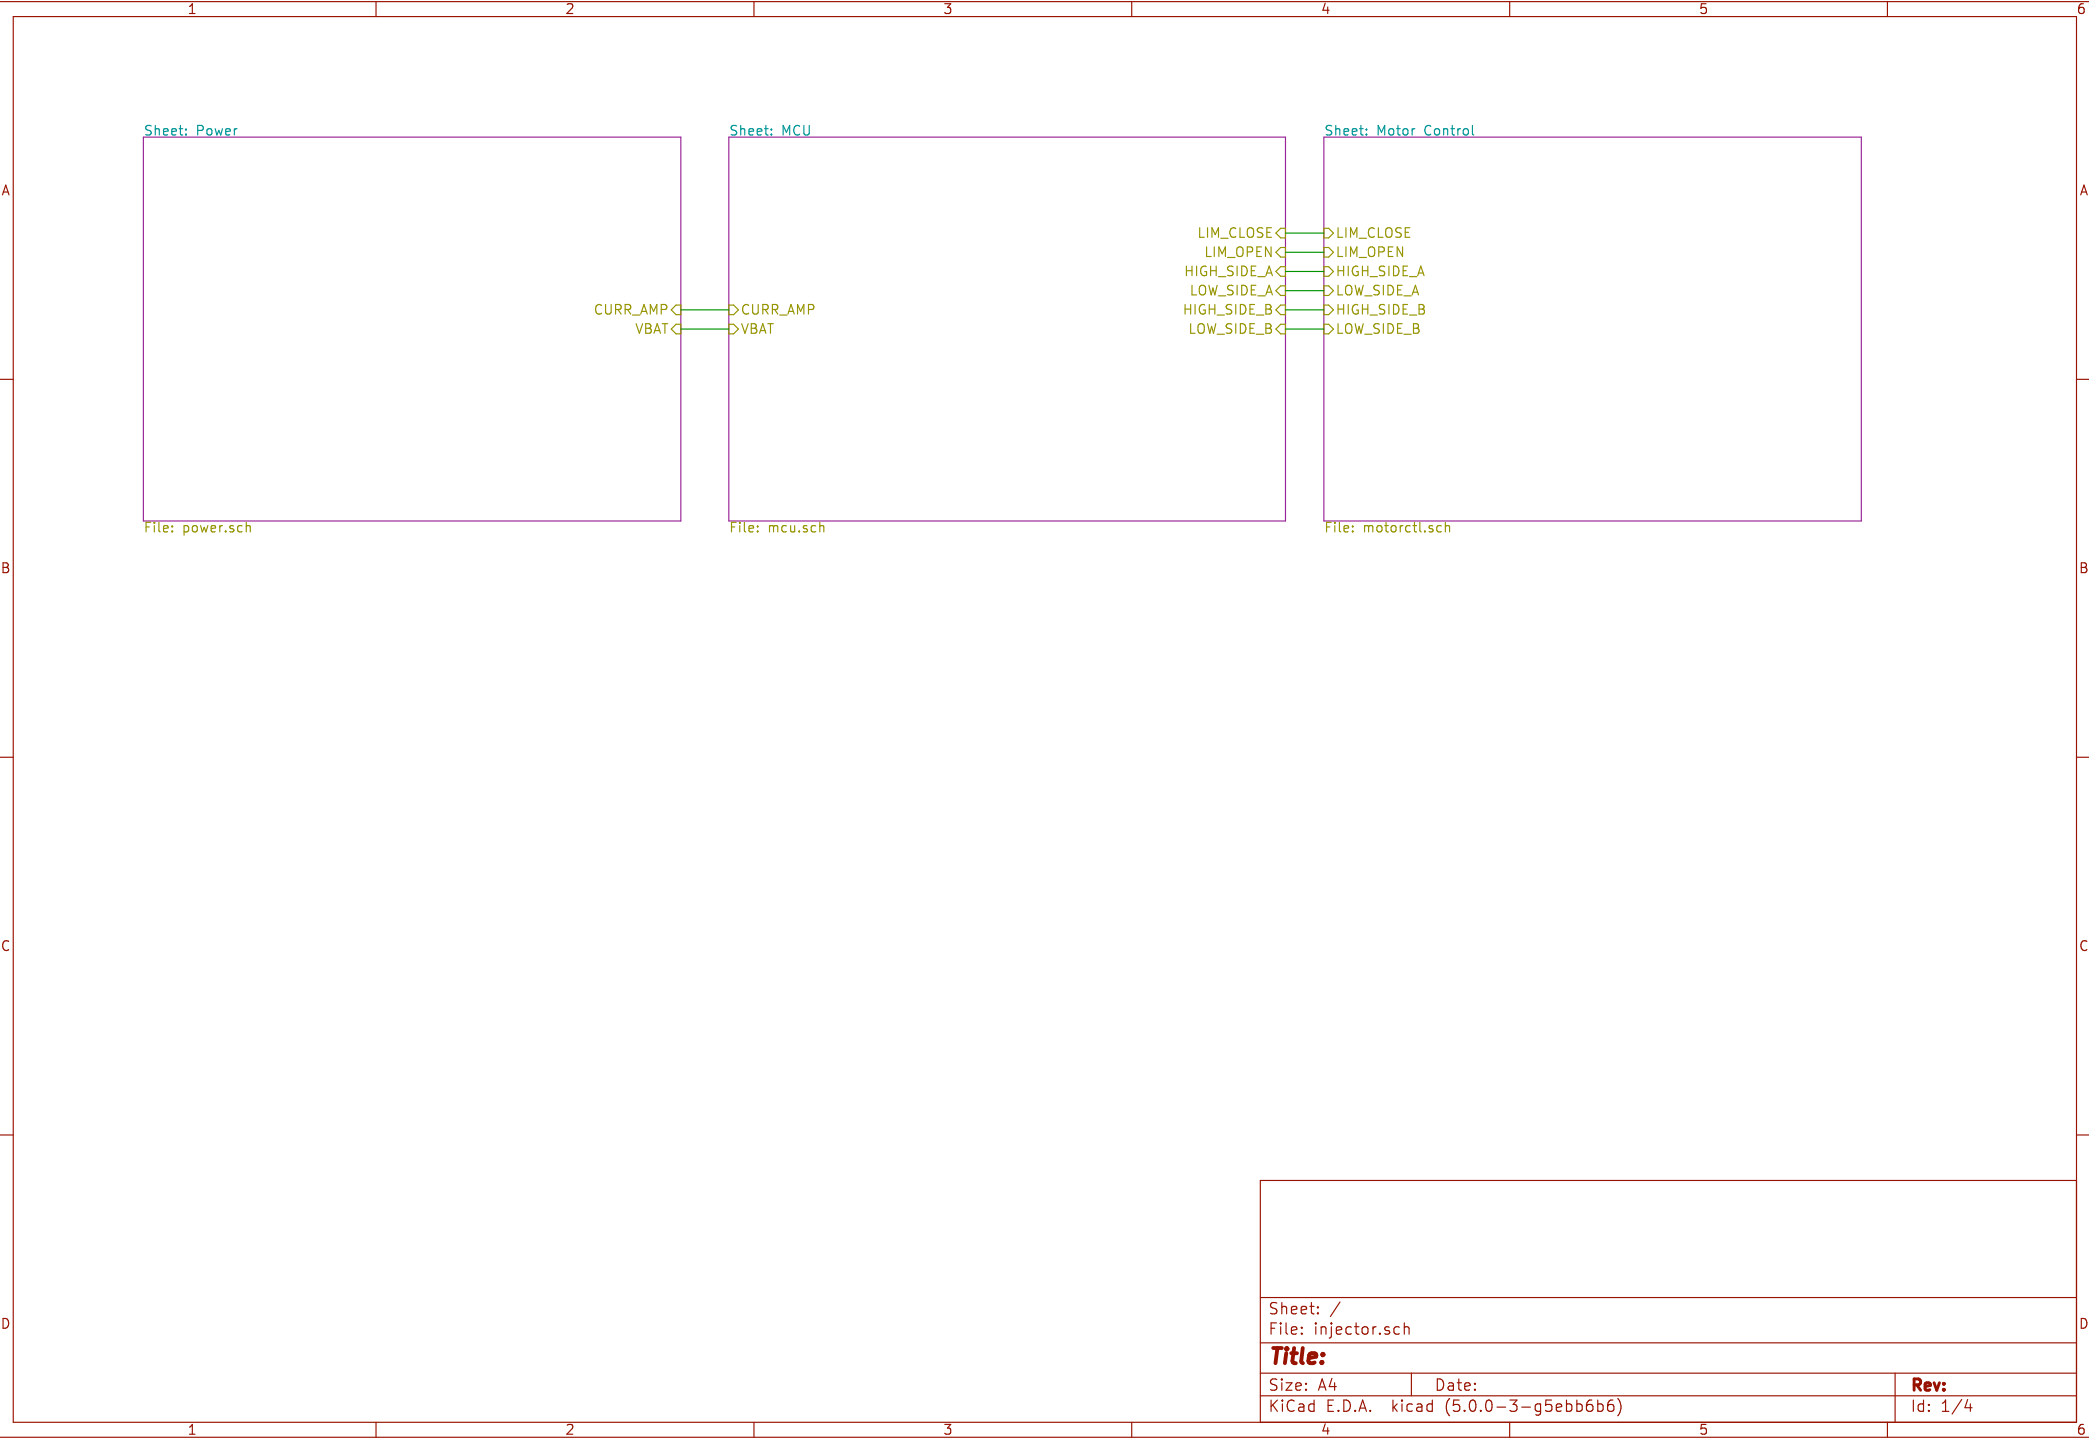 1 2 3 4 5 6
Sheet: Power
Sheet: MCU
Sheet: Motor Control
A A
LIM_CLOSE LIM_CLOSE
LIM_OPEN LIM_OPEN
HIGH_SIDE_A HIGH_SIDE_A
LOW_SIDE_A LOW_SIDE_A
CURR_AMP CURR_AMP HIGH_SIDE_B HIGH_SIDE_B
VBAT VBAT LOW_SIDE_B LOW_SIDE_B
File: power.sch
File: mcu.sch
File: motorctl.sch
B B
C C
Sheet: /
D D
File: injector.sch
Title:
Size: A4 Date: Rev:
KiCad E.D.A. kicad (5.0.0-3-g5ebb6b6) Id: 1/4
1 2 3 4 5 6